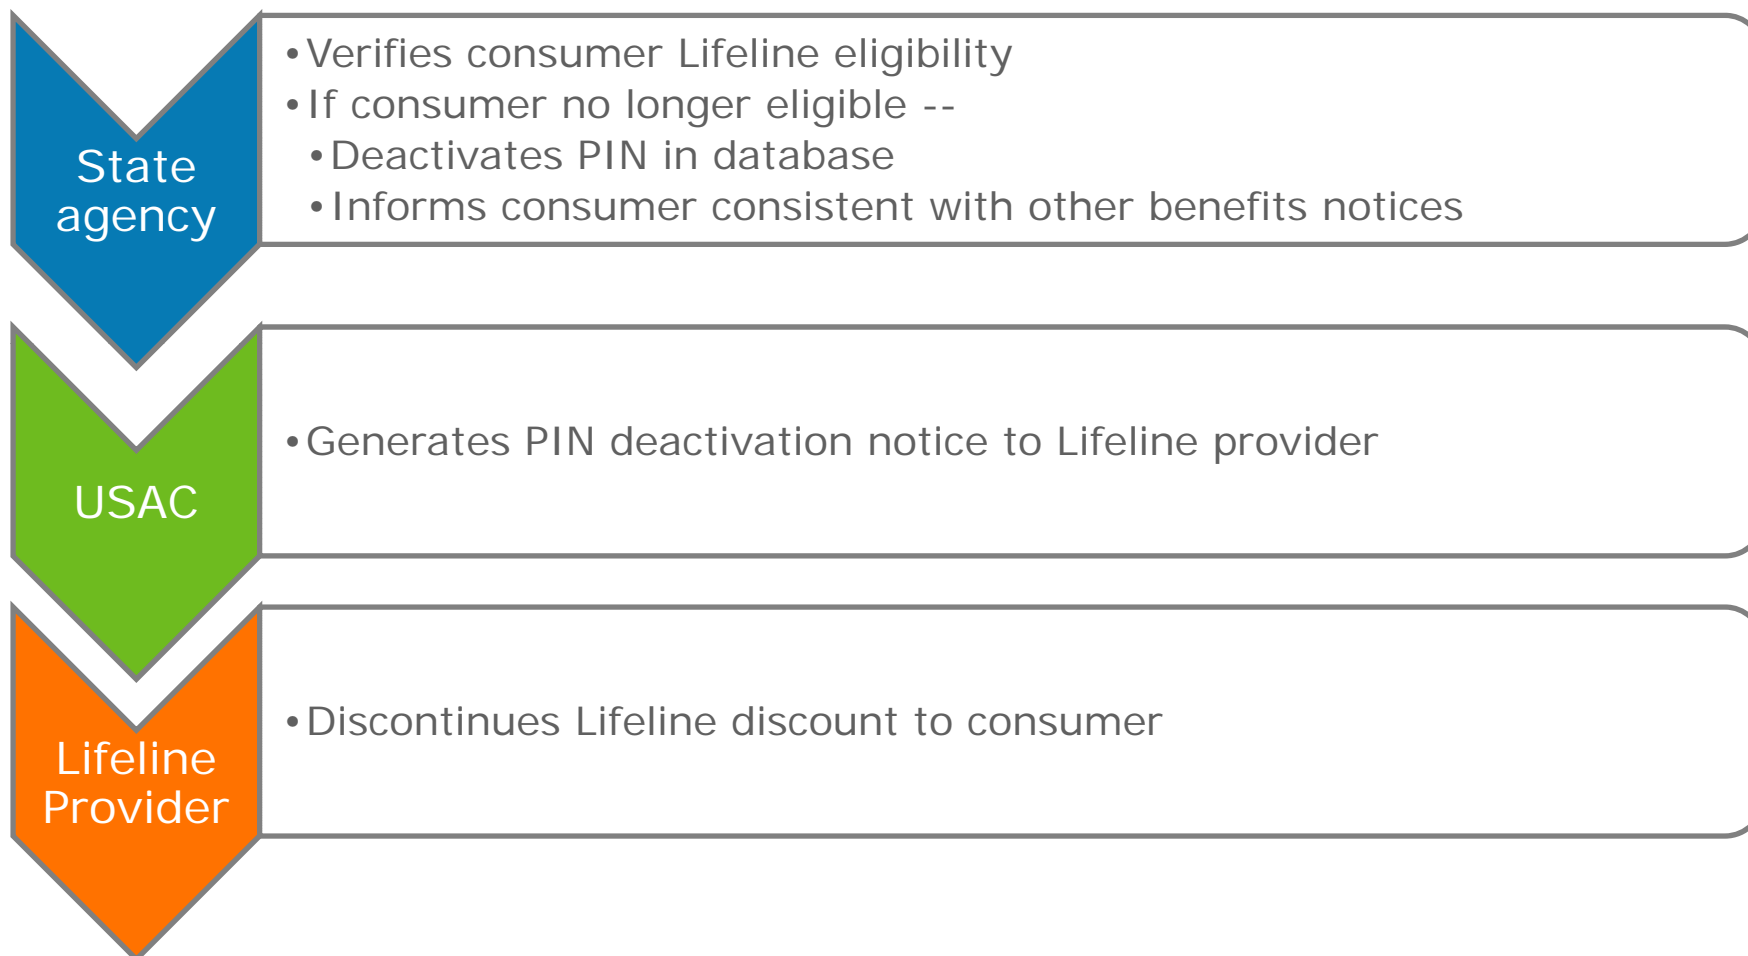 State
agency
•Verifies consumer Lifeline eligibility
•If consumer no longer eligible --
•Deactivates PIN in database
•Informs consumer consistent with other benefits notices
USAC
•Generates PIN deactivation notice to Lifeline provider
Lifeline
Provider
•Discontinues Lifeline discount to consumer